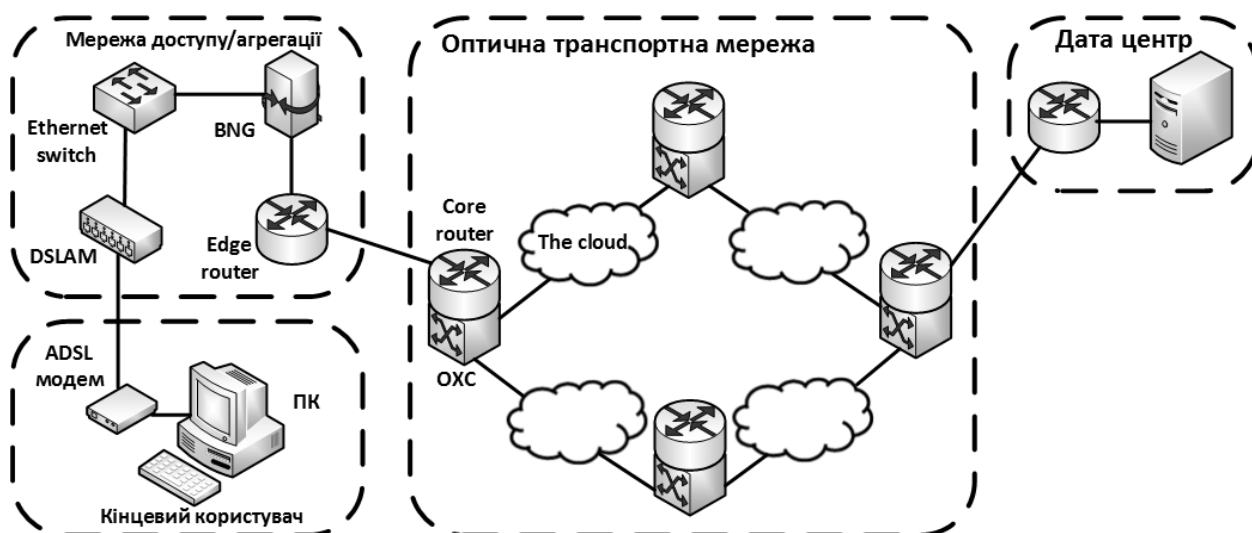 Мережа доступу/агрегації
Ethernet
switch
BNG
DSLAM
Edge
router
ADSL
модем
ПК
Кінцевий користувач
Оптична транспортна мережа
Core
router
The cloud
OXC
Дата центр